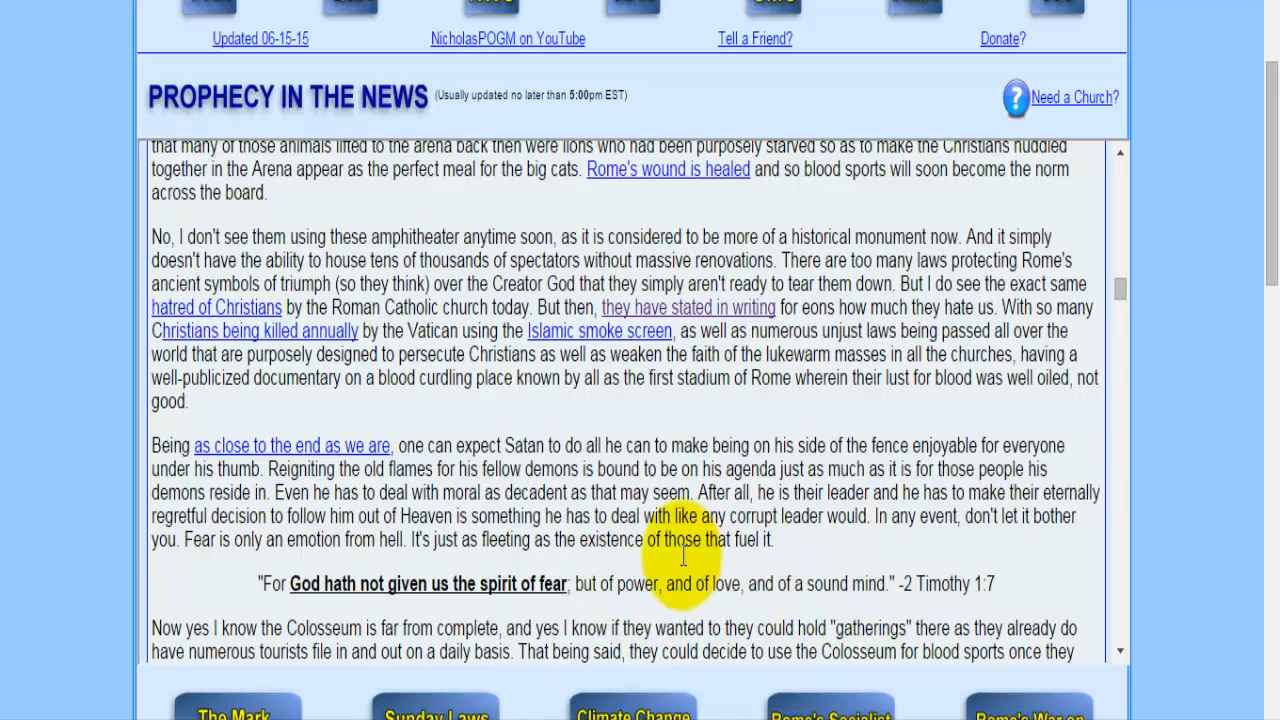 Updated 06-15-15 NicholasPOGM on YouTube Tell a Friend? Donate?
PROPHECY IN THE NEWS (Usually updated no later than 5:00pm EST) Need a Church?
that many of those animals lifted to the arena back then were lions who had been purposely starved so as to make the Christians huddled
together in the Arena appear as the perfect meal for the big cats. Rome's wound is healed and so blood sports will soon become the norm
across the board.
No, I don't see them using these amphitheater anytime soon, as it is considered to be more of a historical monument now. And it simply
doesn't have the ability to house tens of thousands of spectators without massive renovations. There are too many laws protecting Rome's
ancient symbols of triumph (so they think) over the Creator God that they simply aren't ready to tear them down. But I do see the exact same
hatred of Christians by the Roman Catholic church today. But then, they have stated in writing for eons how much they hate us. With so many
Christians being killed annually by the Vatican using the Islamic smoke screen, as well as numerous unjust laws being passed all over the
world that are purposely designed to persecute Christians as well as weaken the faith of the lukewarm masses in all the churches, having a
well-publicized documentary on a blood curdling place known by all as the first stadium of Rome wherein their lust for blood was well oiled, not
good.
Being as close to the end as we are, one can expect Satan to do all he can to make being on his side of the fence enjoyable for everyone
under his thumb. Reigniting the old flames for his fellow demons is bound to be on his agenda just as much as it is for those people his
demons reside in. Even he has to deal with moral as decadent as that may seem. After all, he is their leader and he has to make their eternally
regretful decision to follow him out of Heaven is something he has to deal with like any corrupt leader would. In any event, don't let it bother
you. Fear is only an emotion from hell. It's just as fleeting as the existence of those that fuel it.
"For God hath not given us the spirit of fear; but of power, and of love, and of a sound mind." -2 Timothy 1:7
Now yes I know the Colosseum is far from complete, and yes I know if they wanted to they could hold "gatherings" there as they already do
have numerous tourists file in and out on a daily basis. That being said, they could decide to use the Colosseum for blood sports once they
The Mark Sunday Laws Climate Change Rome's Socialist Rome's War on